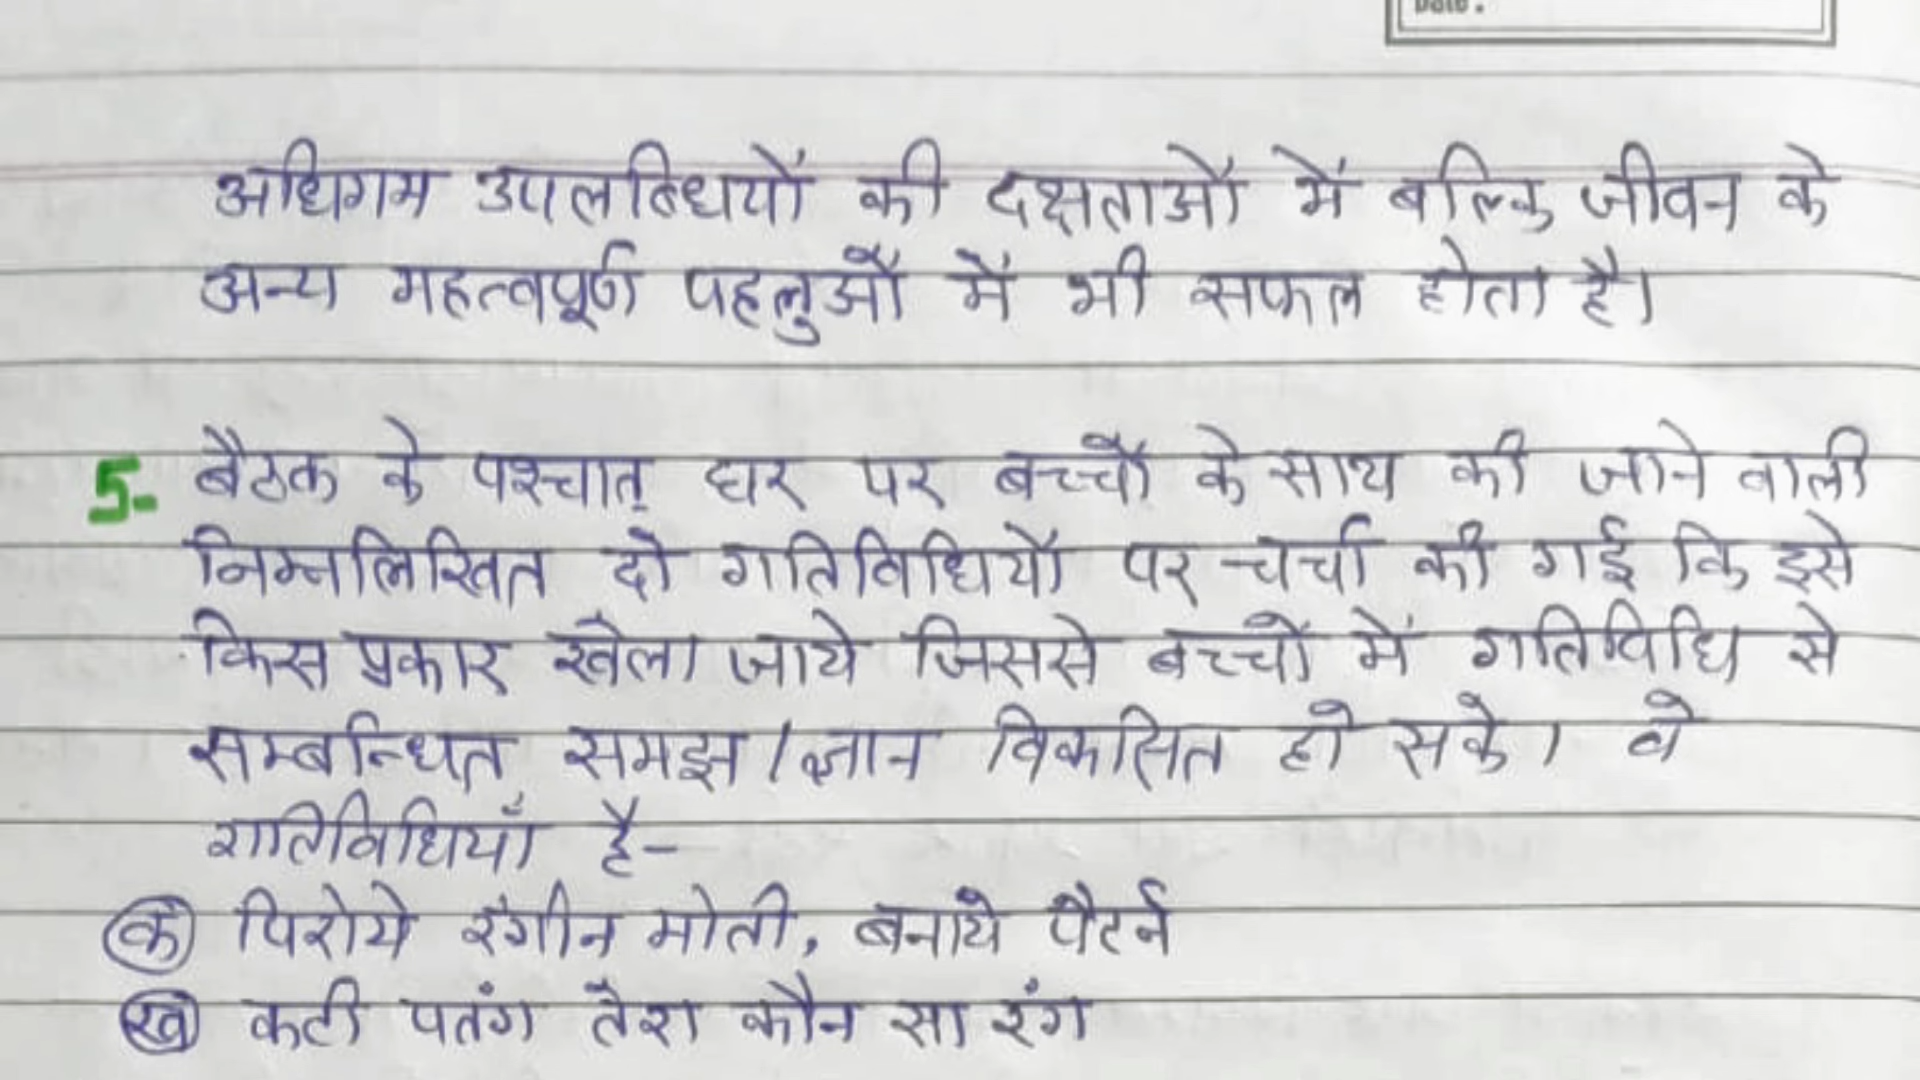 Date.
अधिगम उपलब्धियों की दक्षताओं में बल्कि जीवन के
अन्य महत्वपूर्ण पहलुओं में भी सफल होता है।
5- बैठक के पश्चात् घर पर बच्चों के साथ की जाने वाली
निम्नलिखित दो गतिविधियों पर चर्चा की गई कि इसे
किस प्रकार खेला जाये जिससे बच्चों में गतिविधि से
सम्बन्धित समझ/ज्ञान विकसित हो सके। वे
गतिविधियाँ है-
(क) पिरोये रंगीन मोती, बनाये पैटर्न
(ख) कटी पतंग तेरा कौन सा रंग